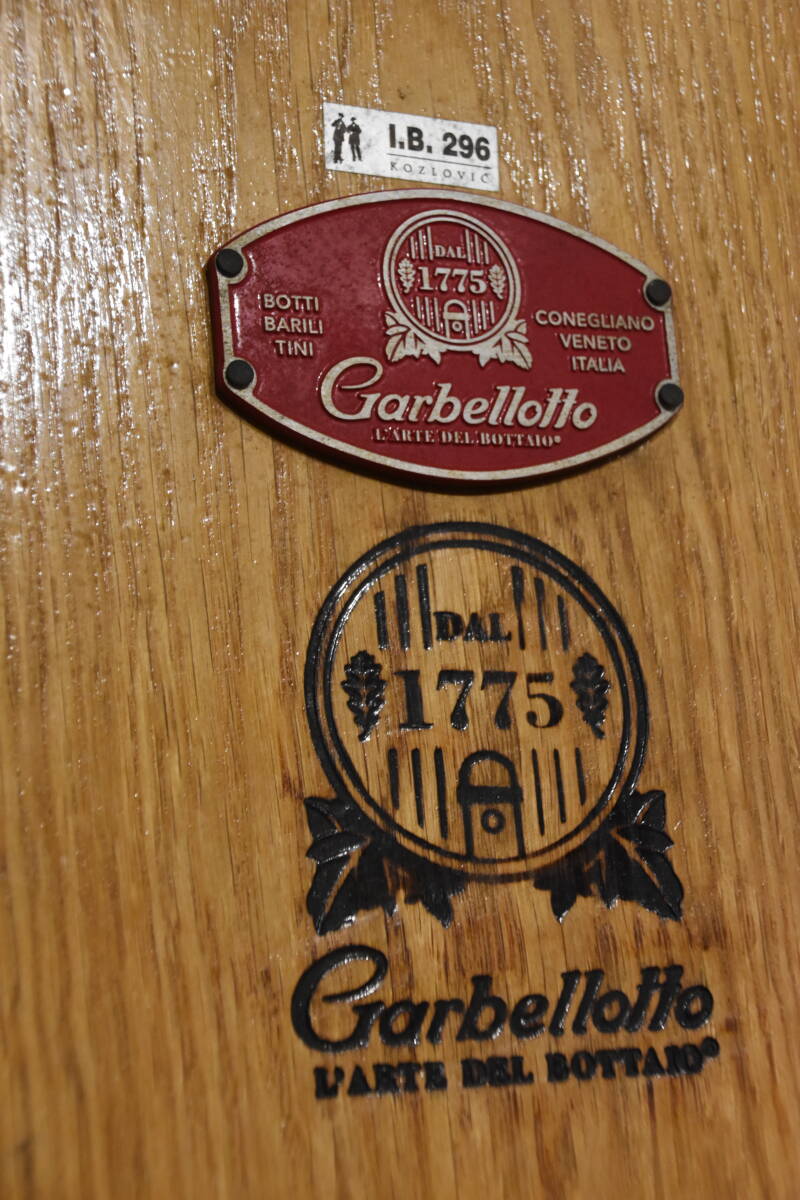 I.B. 296
KOZLOVIĆ
DAL
1775
BOTTI
BARILI
TINI
CONEGLIANO
VENETO
ITALIA
Garbellotto
L'ARTE DEL BOTTAIO®
DAL
1775
Garbellotto
L'ARTE DEL BOTTAIO®